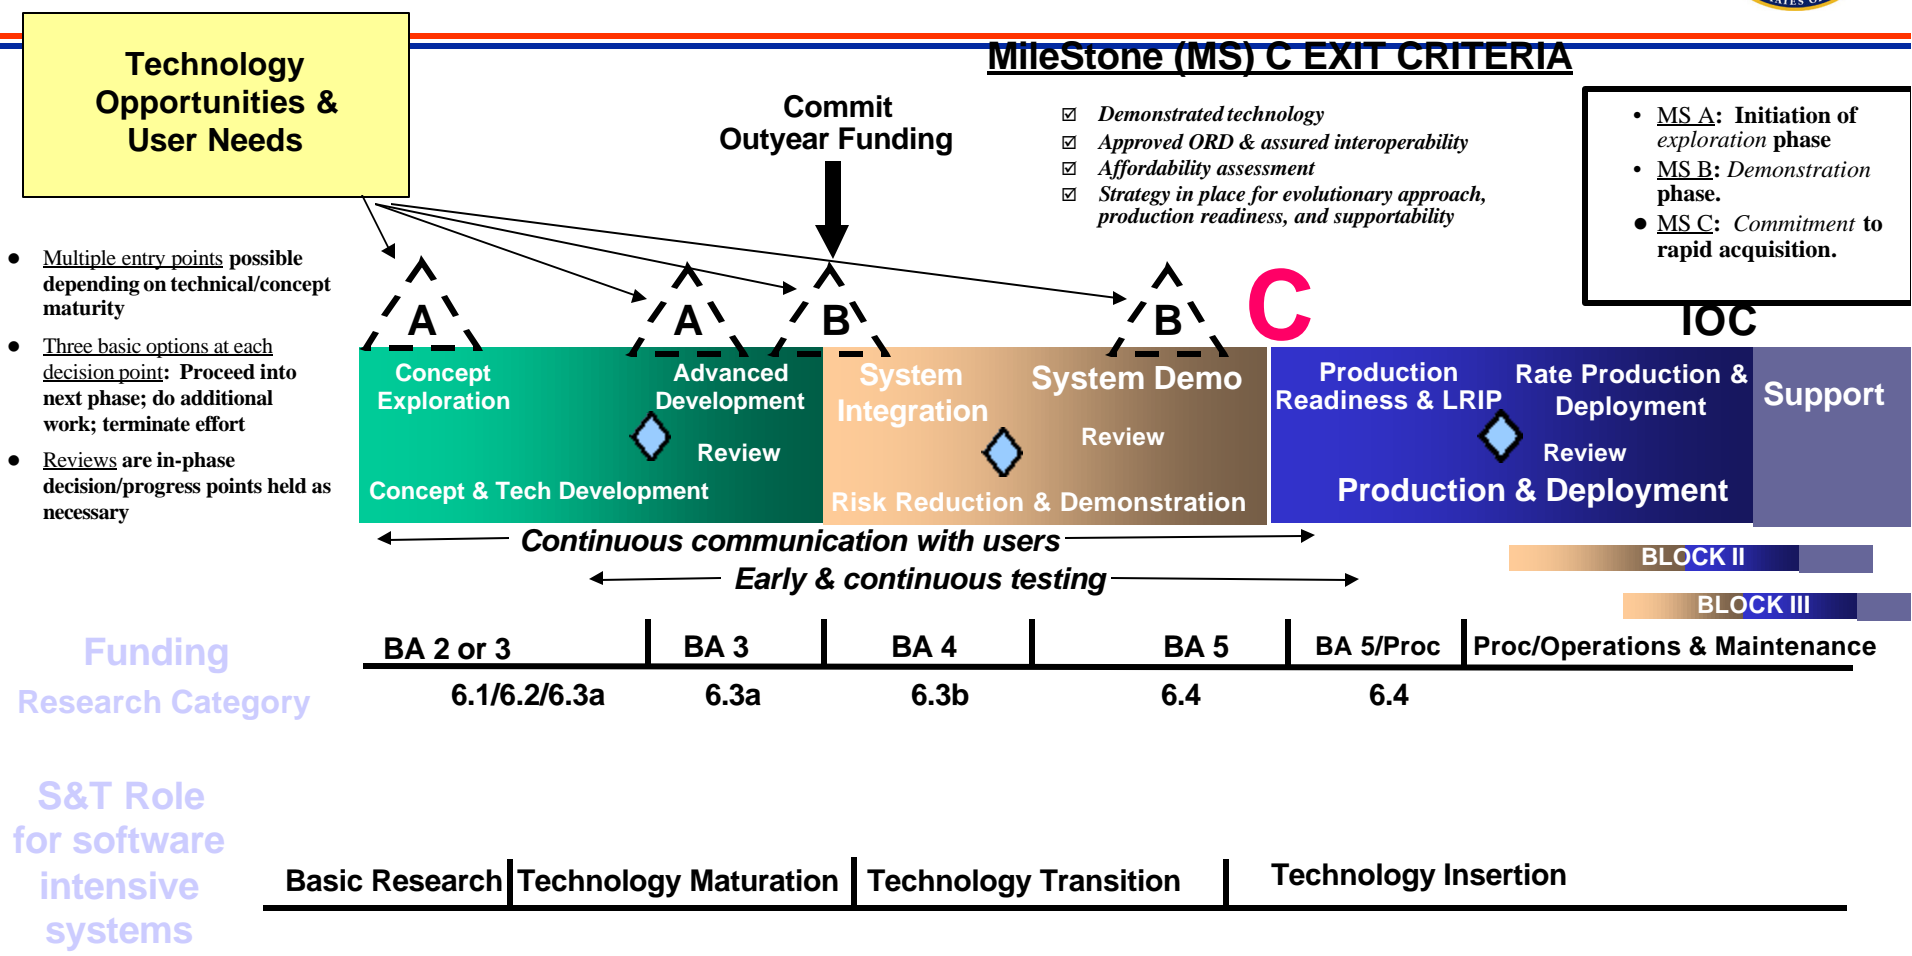 Technology
Opportunities &
User Needs
MileStone (MS) C EXIT CRITERIA
Commit
Outyear Funding
Demonstrated technology
Approved ORD & assured interoperability
Affordability assessment
Strategy in place for evolutionary approach,
production readiness, and supportability
• MS A: Initiation of
exploration phase
• MS B: Demonstration
phase.
● MS C: Commitment to
rapid acquisition.
● Multiple entry points possible
depending on technical/concept
maturity
● Three basic options at each
decision point: Proceed into
next phase; do additional
work; terminate effort
● Reviews are in-phase
decision/progress points held as
necessary
A
A
B
B
C
IOC
Concept
Exploration
Advanced
Development
Review
Concept & Tech Development
System
Integration
System Demo
Review
Risk Reduction & Demonstration
Production
Readiness & LRIP
Rate Production &
Deployment
Review
Production & Deployment
Support
Continuous communication with users
Early & continuous testing
BLOCK II
BLOCK III
Funding
BA 2 or 3
BA 3
BA 4
BA 5
BA 5/Proc
Proc/Operations & Maintenance
Research Category
6.1/6.2/6.3a
6.3a
6.3b
6.4
6.4
S&T Role
for software
intensive
systems
Basic Research
Technology Maturation
Technology Transition
Technology Insertion